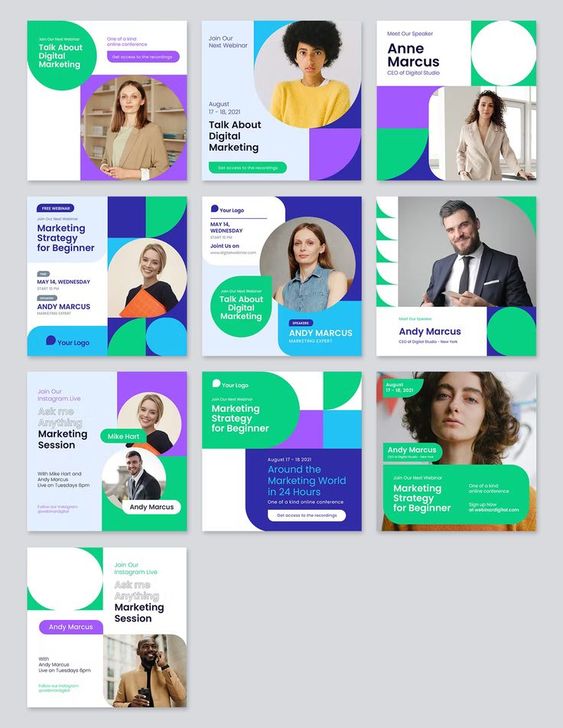 Join Our Next Webinar
Talk About
Digital
Marketing
One of a kind
online conference
Get access to the recordings
Join Our
Next Webinar
August
17 - 18, 2021
Talk About
Digital
Marketing
Get access to the recordings
Meet Our Speaker
Anne
Marcus
CEO of Digital Studio
FREE WEBINAR
Join Our Next Webinar
Marketing
Strategy
for Beginner
MAY 14, WEDNESDAY
START 10 PM
SPEAKERS
ANDY MARCUS
MARKETING EXPERT
Your Logo
Your Logo
MAY 14,
WEDNESDAY
START 10 PM
Joint Us on
www.digitalwebinar.com
Join Our Next Webinar
Talk About
Digital
Marketing
SPEAKERS
ANDY MARCUS
MARKETING EXPERT
Meet Our Speaker
Andy Marcus
CEO of Digital Studio - New York
Join Our
Instagram Live
Ask me
Anything
Marketing
Session
Mike Hart
With Mike Hart and
Andy Marcus
Live on Tuesdays 6pm
Andy Marcus
Follow our Instagram
@webinardigital
Your Logo
Join Our Next Webinar
Marketing
Strategy
for Beginner
August 17 - 18 2021
Around the
Marketing World
in 24 Hours
One of a kind online conference
Get access to the recordings
August
17 - 18, 2021
Andy Marcus
CEO of Digital Studio - New York
Join Our Next Webinar
Marketing
Strategy
for Beginner
One of a kind
online conference
Sign up Now
at webinardigital.com
Join Our
Instagram Live
Ask me
Anything
Marketing
Session
Andy Marcus
With
Andy Marcus
Live on Tuesdays 6pm
Follow our Instagram
@webinardigital